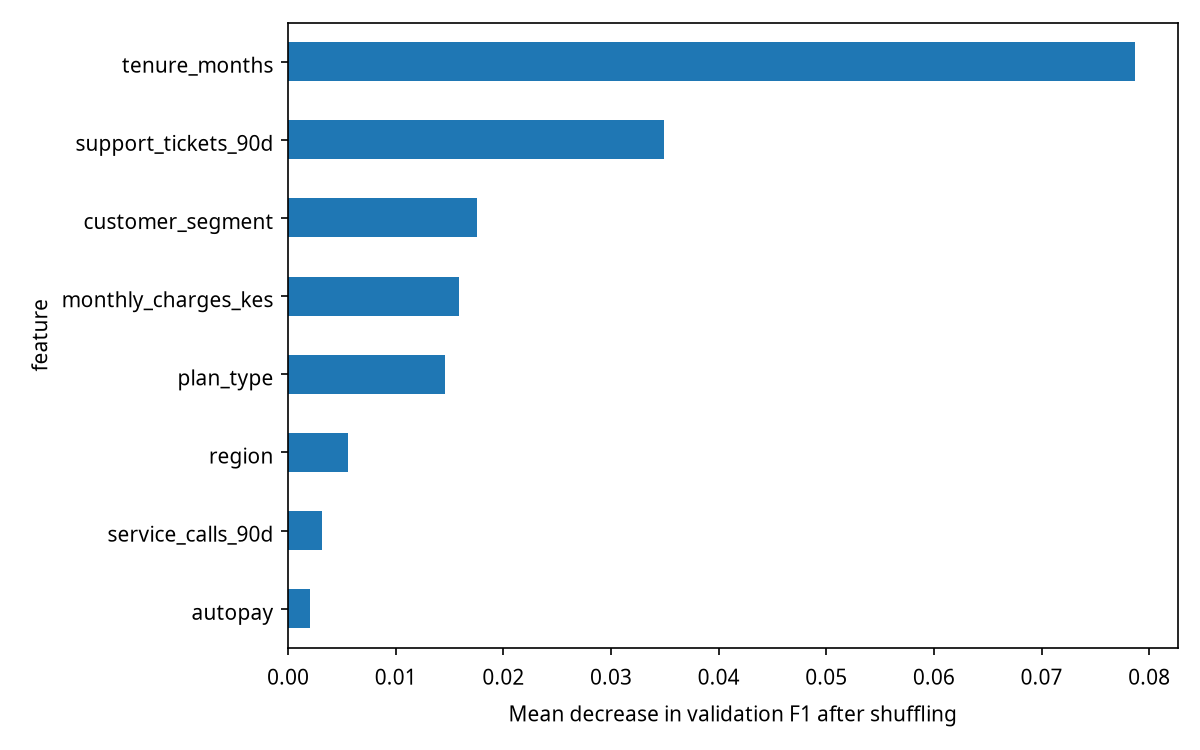 tenure_months
support_tickets_90d
customer_segment
monthly_charges_kes
plan_type
region
service_calls_90d
autopay
feature
0.00 0.01 0.02 0.03 0.04 0.05 0.06 0.07 0.08
Mean decrease in validation F1 after shuffling